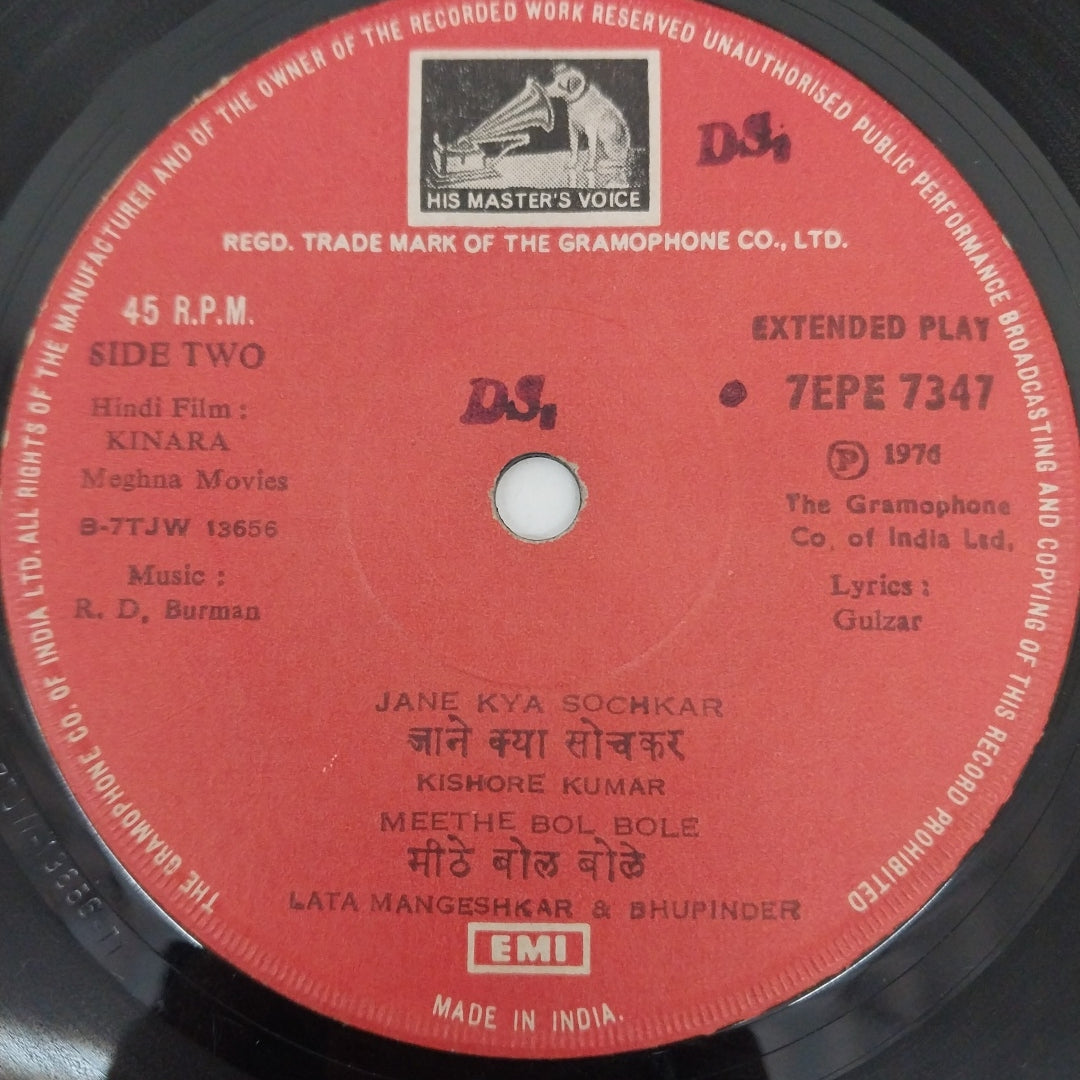 THE GRAMOPHONE CO. OF INDIA LTD. ALL RIGHTS OF THE MANUFACTURER AND OF THE OWNER OF THE RECORDED WORK RESERVED UNAUTHORISED PUBLIC PERFORMANCE BROADCASTING AND COPYING OF THIS RECORD PROHIBITED
HIS MASTER'S VOICE
DS.
REGD. TRADE MARK OF THE GRAMOPHONE CO., LTD.
45 R.P.M.
SIDE TWO
Hindi Film :
KINARA
Meghna Movies
B-7TJW 13656
Music :
R. D. Burman
DS.
EXTENDED PLAY
7EPE 7347
Ⓟ 1976
The Gramophone
Co. of India Ltd.
Lyrics :
Gulzar
JANE KYA SOCHKAR
जाने क्या सोचकर
KISHORE KUMAR
MEETHE BOL BOLE
मीठे बोल बोले
LATA MANGESHKAR & BHUPINDER
EMI
MADE IN INDIA.